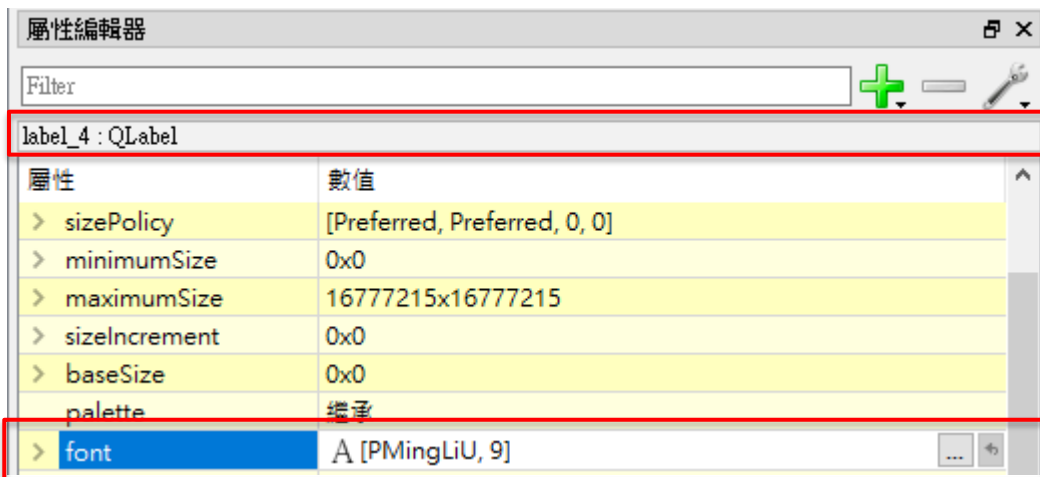 屬性編輯器
Filter
label_4 : QLabel
屬性 數值
sizePolicy [Preferred, Preferred, 0, 0]
minimumSize 0x0
maximumSize 16777215x16777215
sizeIncrement 0x0
baseSize 0x0
palette 繼承
font A [PMingLiU, 9] ...